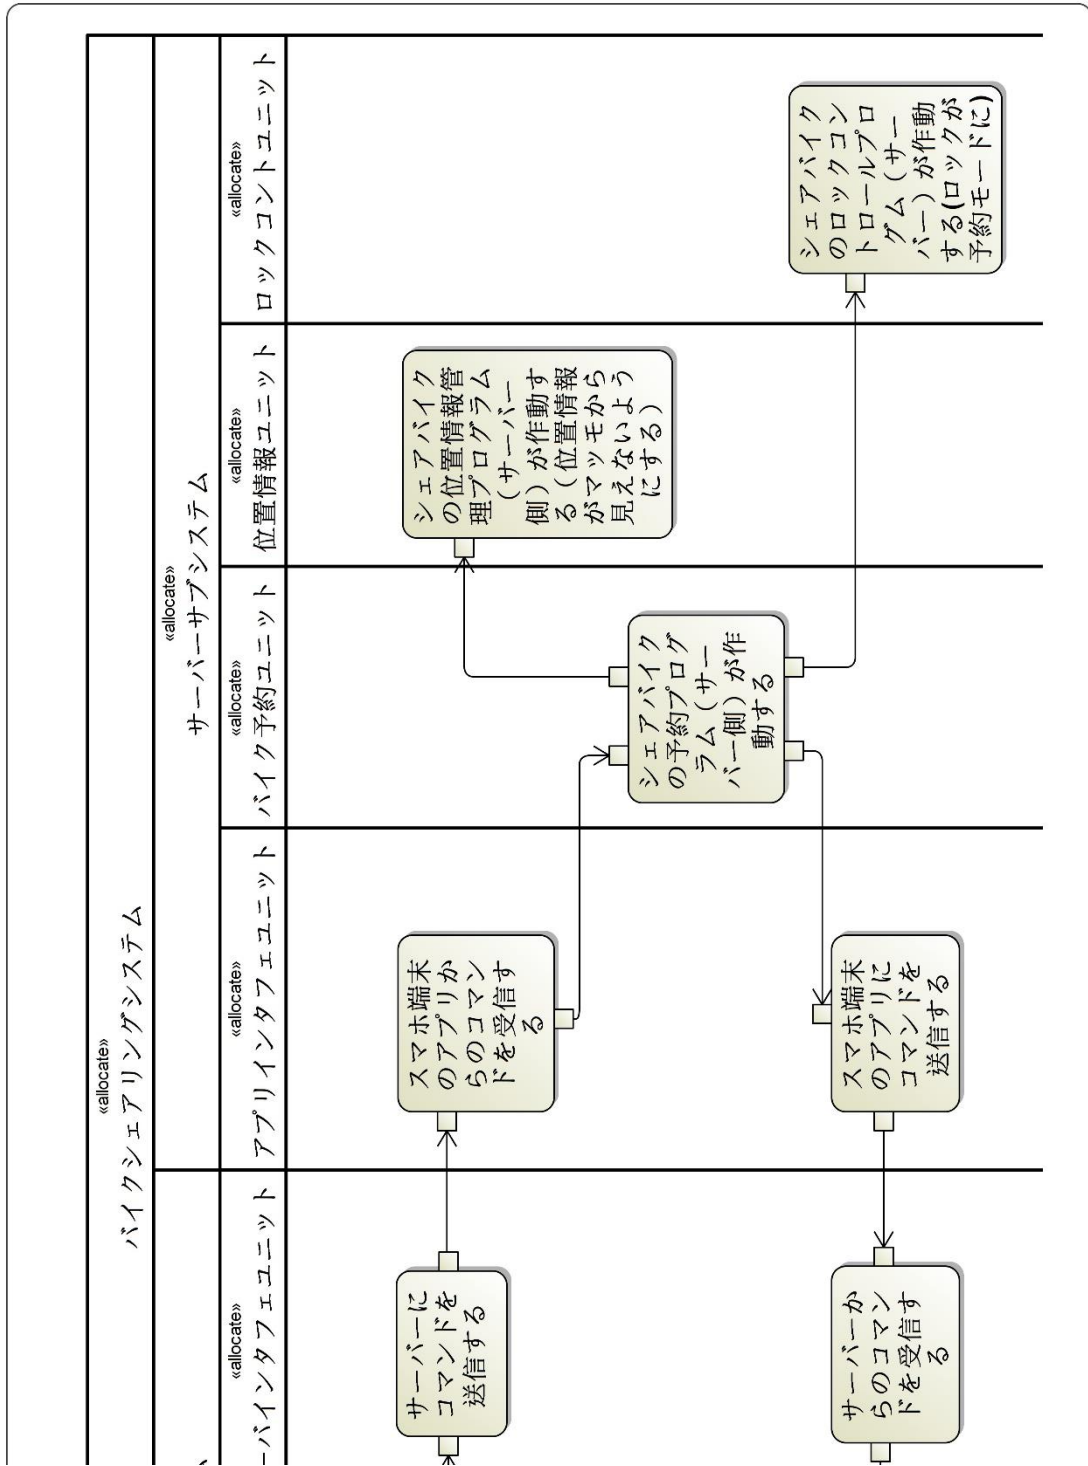 «allocate»
バイクシェアリングシステム
«allocate»
サーバーサブシステム
«allocate»
ーバインタフェユニット
«allocate»
アプリインタフェユニット
«allocate»
バイク予約ユニット
«allocate»
位置情報ユニット
«allocate»
ロックコントユニット
サーバーに
コマンドを
送信する
スマホ端末
のアプリか
らのコマン
ドを受信す
る
シェアバイク
の位置情報管
理プログラム
（サーバー
側）が作動す
る（位置情報
がマッモから
見えないよう
にする）
シェアバイク
の予約プログ
ラム（サー
バー側）が作
動する
サーバーか
らのコマン
ドを受信す
る
スマホ端末
のアプリに
コマンドを
送信する
シェアバイク
のロックコン
トロールプロ
グム（サー
バー）が作動
する(ロックが
予約モードに)